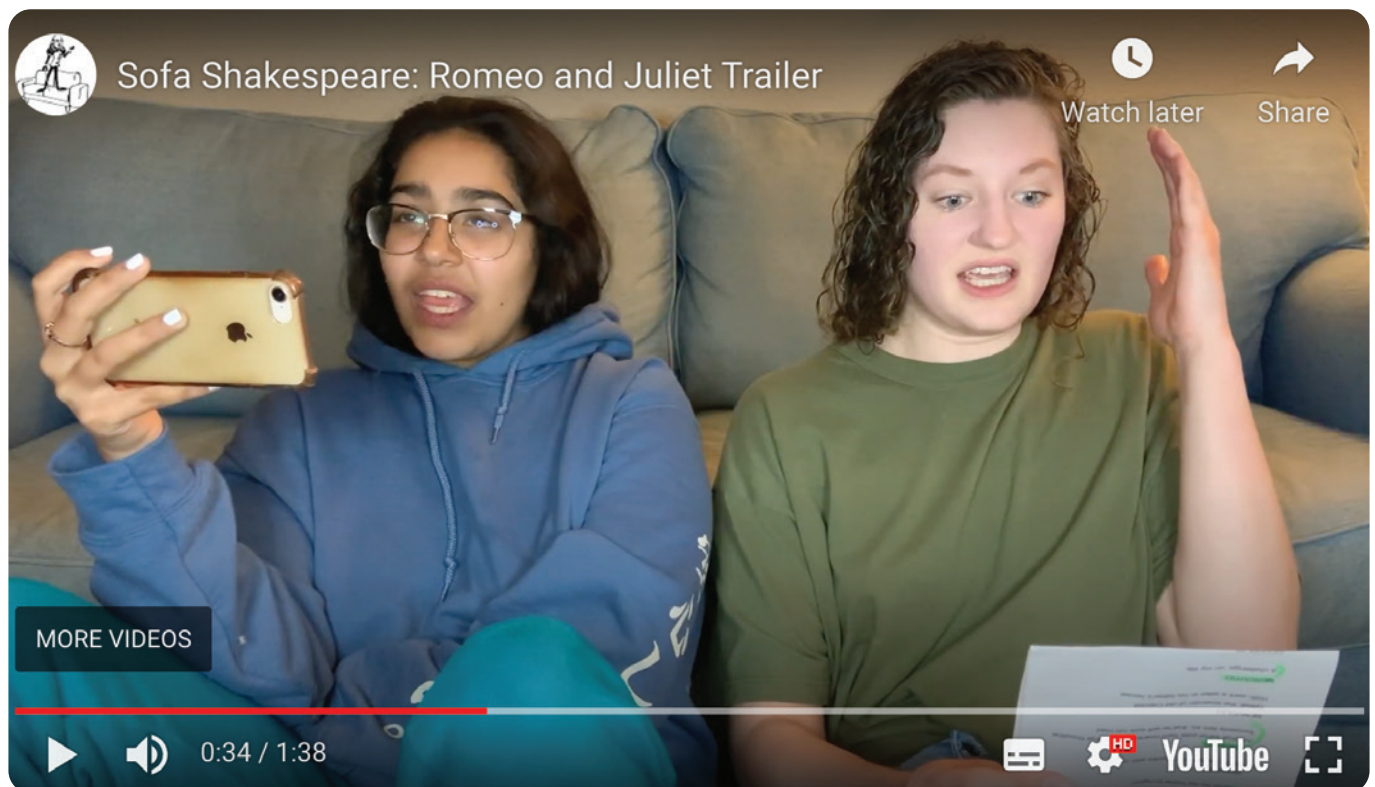 Sofa Shakespeare: Romeo and Juliet Trailer
Watch later
Share
MORE VIDEOS
0:34 / 1:38
HD
YouTube